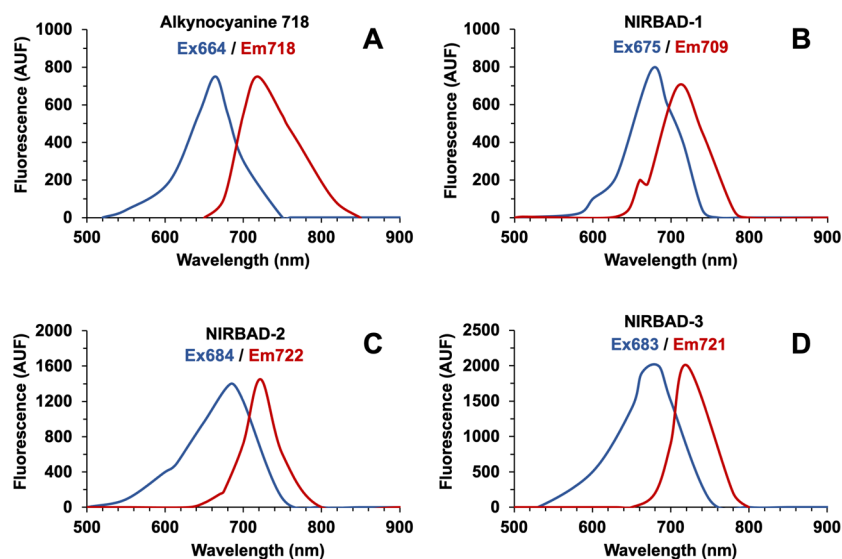 Alkynocyanine 718
Ex664 / Em718
A
Fluorescence (AUF)
1000
800
600
400
200
0
500 600 700 800 900
Wavelength (nm)
NIRBAD-1
Ex675 / Em709
B
Fluorescence (AUF)
1000
800
600
400
200
0
500 600 700 800 900
Wavelength (nm)
NIRBAD-2
Ex684 / Em722
C
Fluorescence (AUF)
2000
1600
1200
800
400
0
500 600 700 800 900
Wavelength (nm)
NIRBAD-3
Ex683 / Em721
D
Fluorescence (AUF)
2500
2000
1500
1000
500
0
500 600 700 800 900
Wavelength (nm)